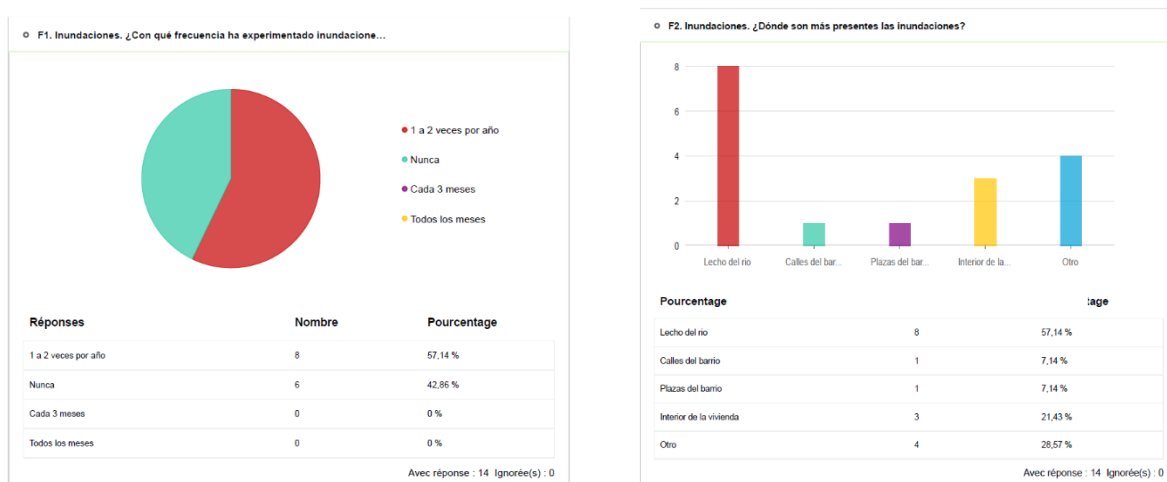 F1. Inundaciones. ¿Con qué frecuencia ha experimentado inundacione...
1 a 2 veces por año
Nunca
Cada 3 meses
Todos los meses
Réponses Nombre Pourcentage
1 a 2 veces por año 8 57,14 %
Nunca 6 42,86 %
Cada 3 meses 0 0 %
Todos los meses 0 0 %
Avec réponse : 14 Ignorée(s) : 0
F2. Inundaciones. ¿Dónde son más presentes las inundaciones?
8
6
4
2
0
Lecho del rio Calles del bar... Plazas del bar... Interior de la... Otro
Pourcentage tage
Lecho del rio 8 57,14 %
Calles del barrio 1 7,14 %
Plazas del barrio 1 7,14 %
Interior de la vivienda 3 21,43 %
Otro 4 28,57 %
Avec réponse : 14 Ignorée(s) : 0